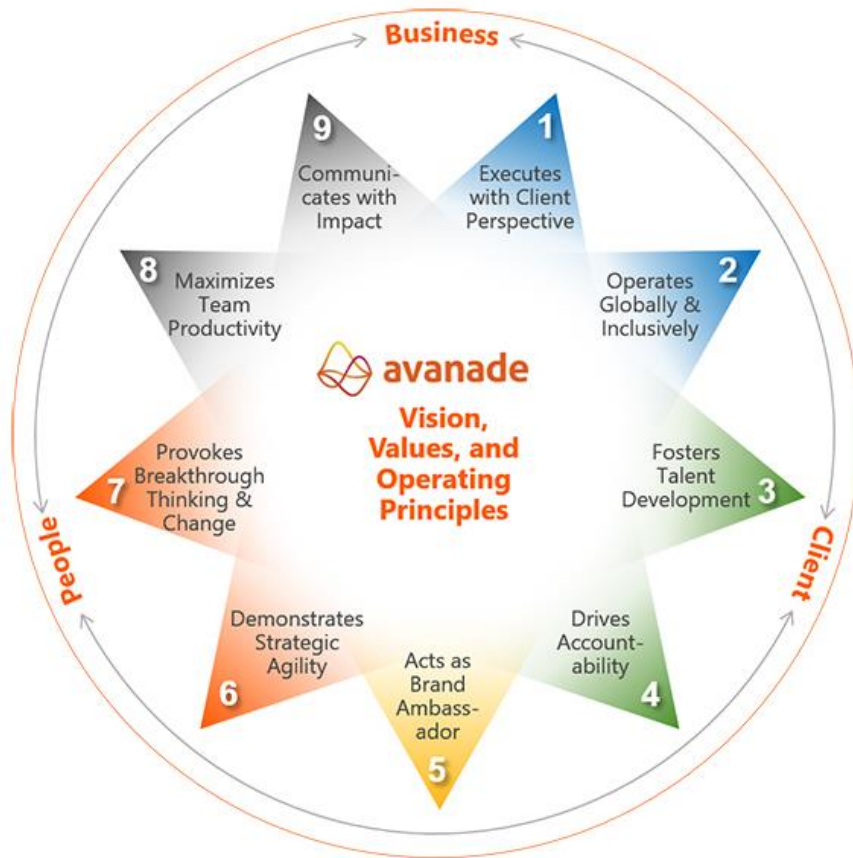 Business
9
Communi-
cates with
Impact
1
Executes
with Client
Perspective
8
Maximizes
Team
Productivity
2
Operates
Globally &
Inclusively
avanade
Vision,
Values, and
Operating
Principles
7
Provokes
Breakthrough
Thinking &
Change
Fosters
Talent
Development
3
People
Client
Demonstrates
Strategic
Agility
6
Acts as
Brand
Ambass-
ador
5
Drives
Account-
ability
4